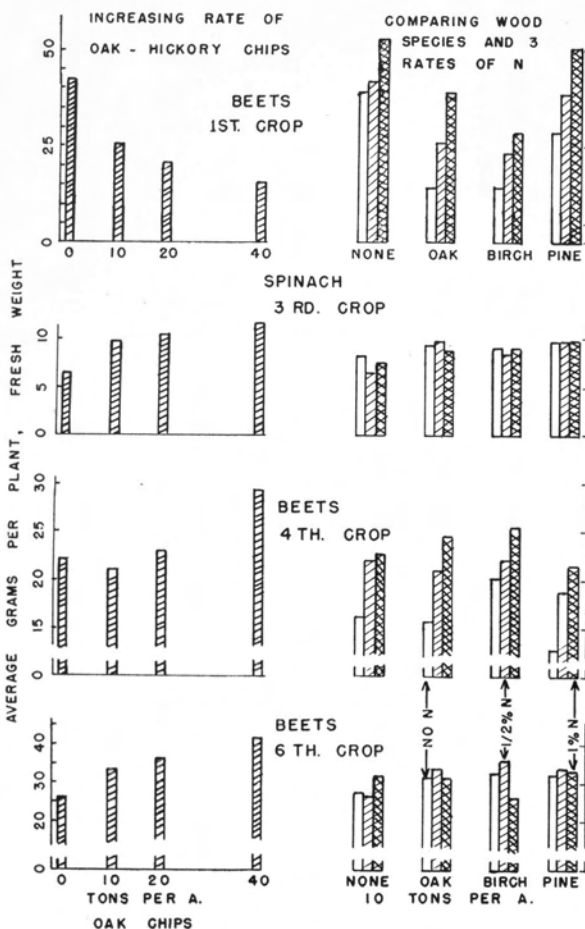 INCREASING RATE OF
OAK - HICKORY CHIPS
COMPARING WOOD
SPECIES AND 3
RATES OF N
BEETS
1ST. CROP
50
25
0
0 10 20 40
NONE OAK BIRCH PINE
SPINACH
3 RD. CROP
10
5
0
BEETS
4 TH. CROP
30
25
20
15
0
AVERAGE GRAMS PER PLANT, FRESH WEIGHT
NO N
1/2% N
1% N
BEETS
6 TH. CROP
40
30
20
0
0 10 20 40
TONS PER A.
OAK CHIPS
NONE OAK BIRCH PINE
10 TONS PER A.